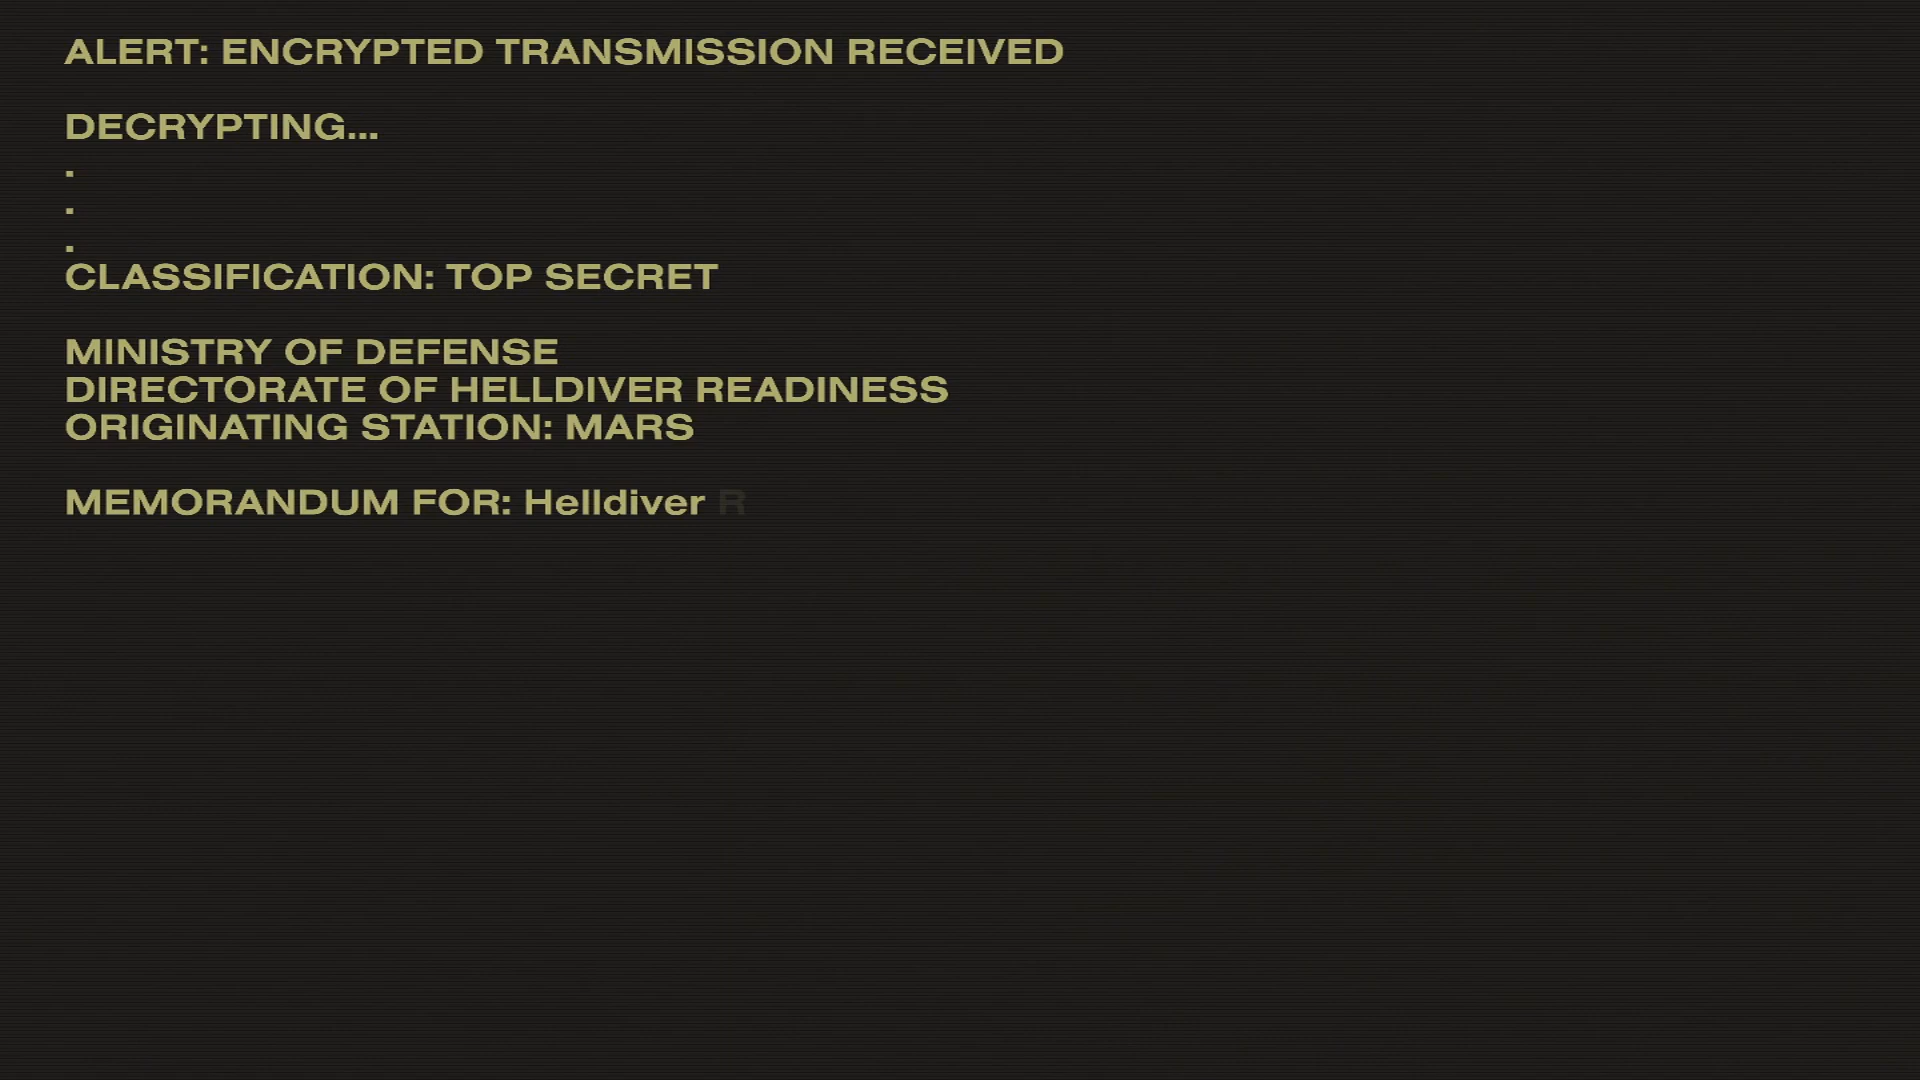 ALERT: ENCRYPTED TRANSMISSION RECEIVED
DECRYPTING...
.
.
.
CLASSIFICATION: TOP SECRET
MINISTRY OF DEFENSE
DIRECTORATE OF HELLDIVER READINESS
ORIGINATING STATION: MARS
MEMORANDUM FOR: Helldiver R